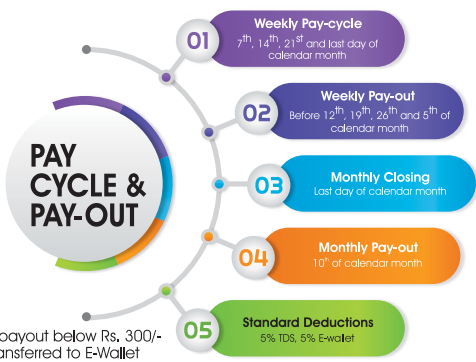 01
Weekly Pay-cycle
7th, 14th, 21st and last day of
calendar month
02
Weekly Pay-out
Before 12th, 19th, 26th and 5th of
calendar month
PAY
CYCLE &
PAY-OUT
03
Monthly Closing
Last day of calendar month
04
Monthly Pay-out
10th of calendar month
05
Standard Deductions
5% TDS, 5% E-wallet
payout below Rs. 300/-
ansferred to E-Wallet